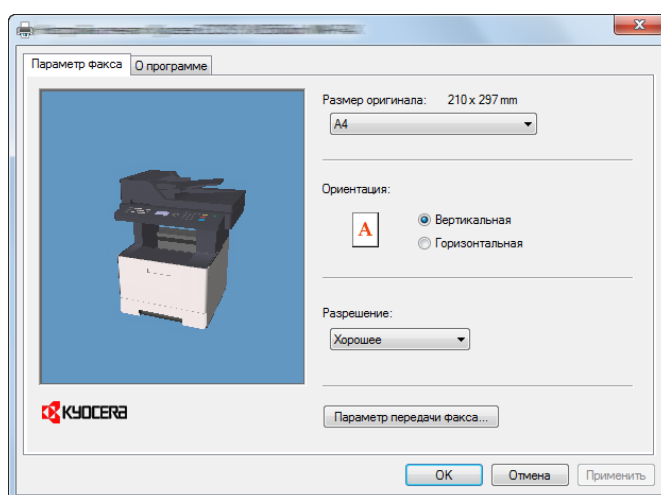 Параметр факса
О программе
Размер оригинала: 210 x 297 mm
A4
Ориентация:
A
Вертикальная
Горизонтальная
Разрешение:
Хорошее
KYOCERA
Параметр передачи факса...
OK
Отмена
Применить